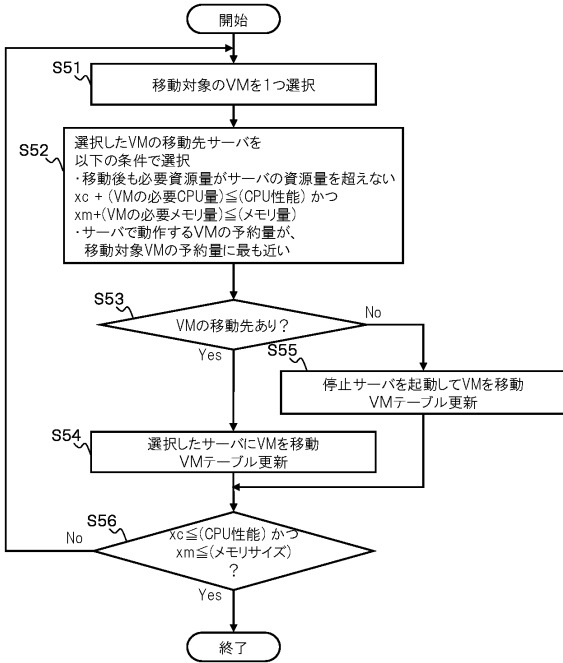 開始
S51
移動対象のVMを1つ選択
S52
選択したVMの移動先サーバを
以下の条件で選択
・移動後も必要資源量がサーバの資源量を超えない
xc + (VMの必要CPU量)≦(CPU性能) かつ
xm+(VMの必要メモリ量)≦(メモリ量)
・サーバで動作するVMの予約量が、
移動対象VMの予約量に最も近い
S53
VMの移動先あり?
No
Yes
S55
停止サーバを起動してVMを移動
VMテーブル更新
S54
選択したサーバにVMを移動
VMテーブル更新
S56
xc≦(CPU性能) かつ
xm≦(メモリサイズ)
?
No
Yes
終了